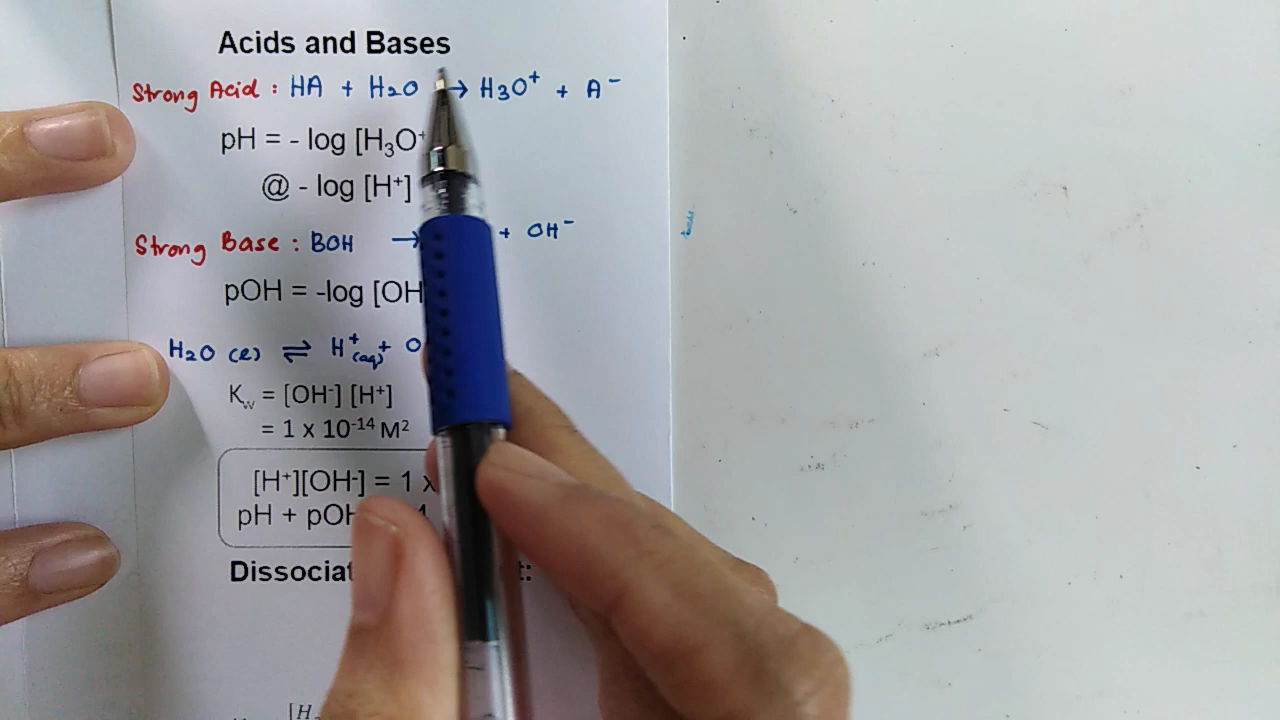 Acids and Bases
Strong Acid : HA + H₂O → H₃O⁺ + A⁻
pH = - log [H₃O⁺
@ - log [H⁺]
Strong Base : BOH → + OH⁻
pOH = -log [OH
H₂O (l) ⇌ H⁺(aq) + O
K_w = [OH⁻] [H⁺]
= 1 x 10⁻¹⁴ M²
[H⁺][OH⁻] = 1 x
pH + pOH
Dissociat t:
[H